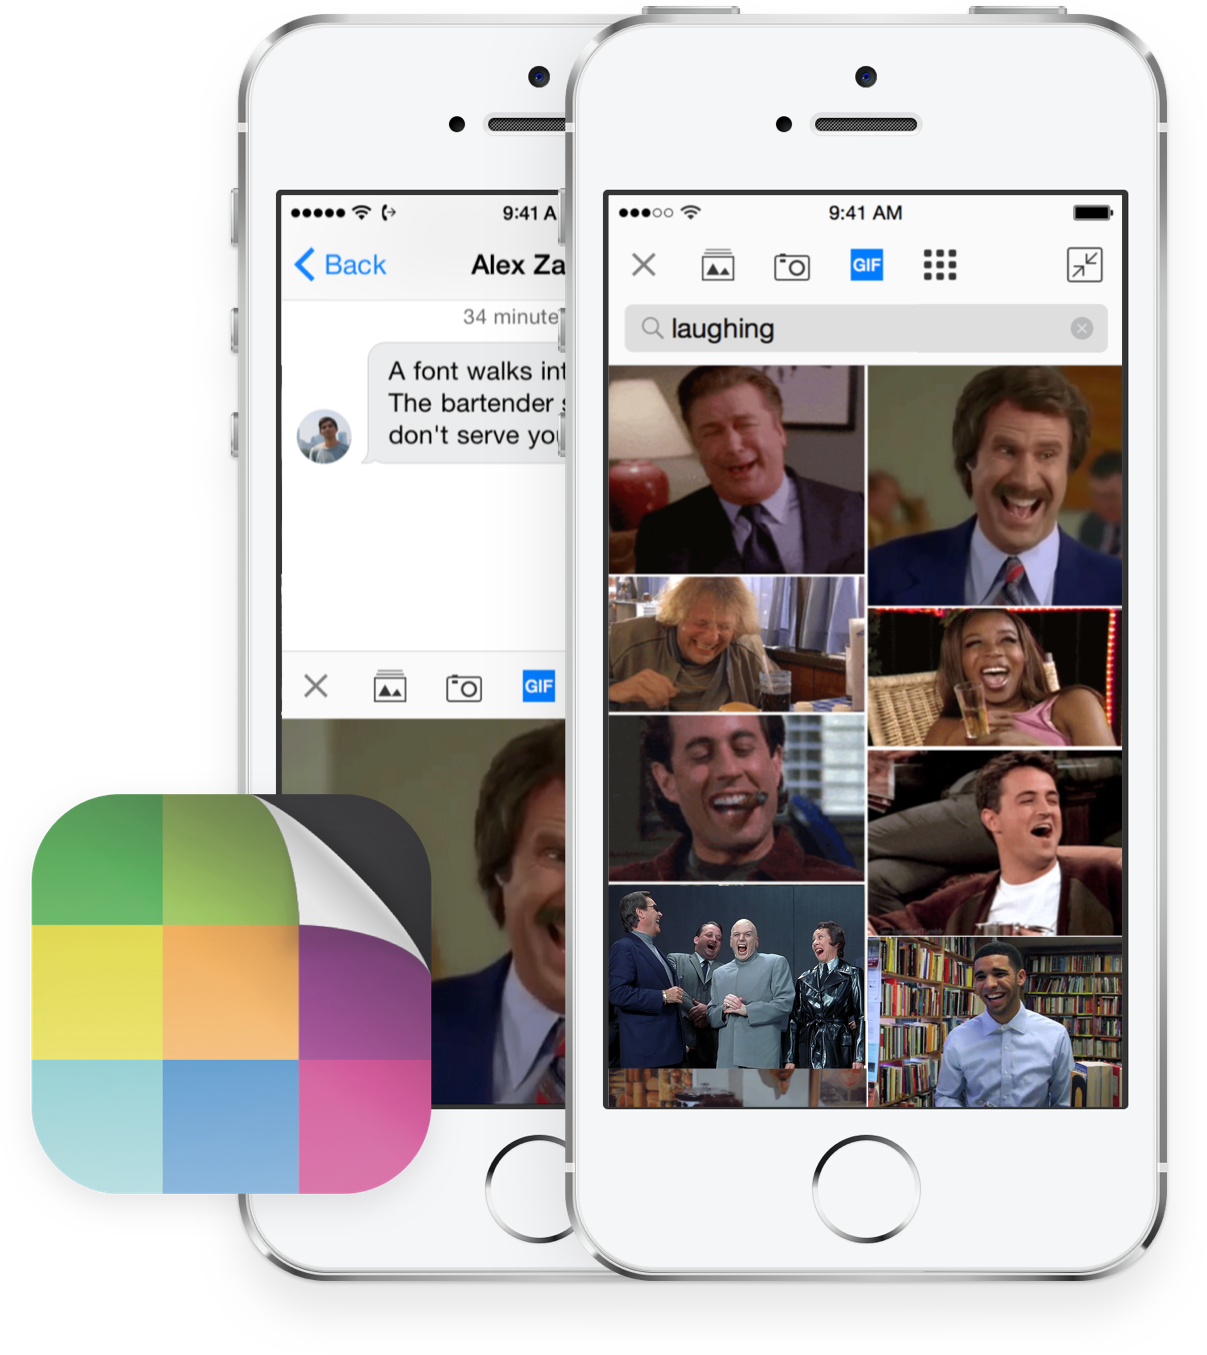 9:41 A
Back
Alex Za
34 minute
A font walks int
The bartender
don't serve you
GIF
9:41 AM
GIF
laughing